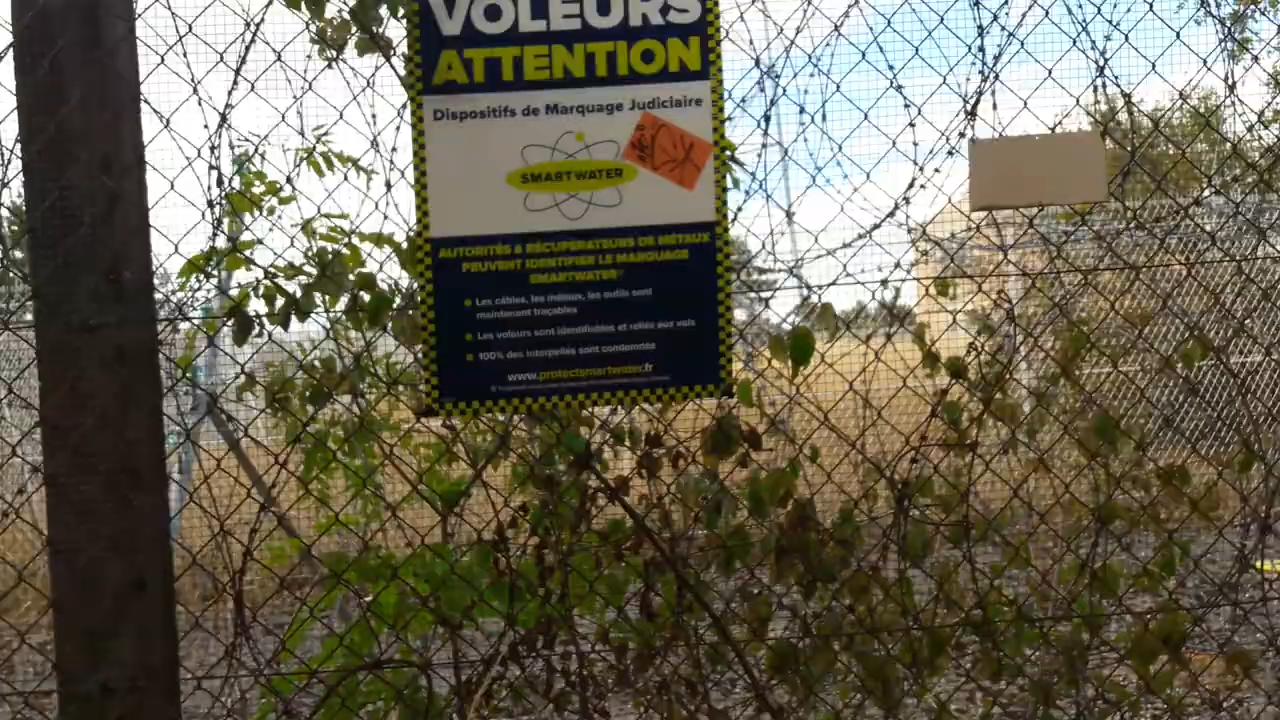 VOLEURS
ATTENTION
Dispositifs de Marquage Judiciaire
SMARTWATER
AUTORITÉS & RÉCUPÉRATEURS DE MÉTAUX
PEUVENT IDENTIFIER LE MARQUAGE
SMARTWATER
Les câbles, les métaux, les outils sont
maintenant traçables
Les voleurs sont identifiables et reliés aux vols
100% des interpellés sont condamnés
www.protectsmartwater.fr